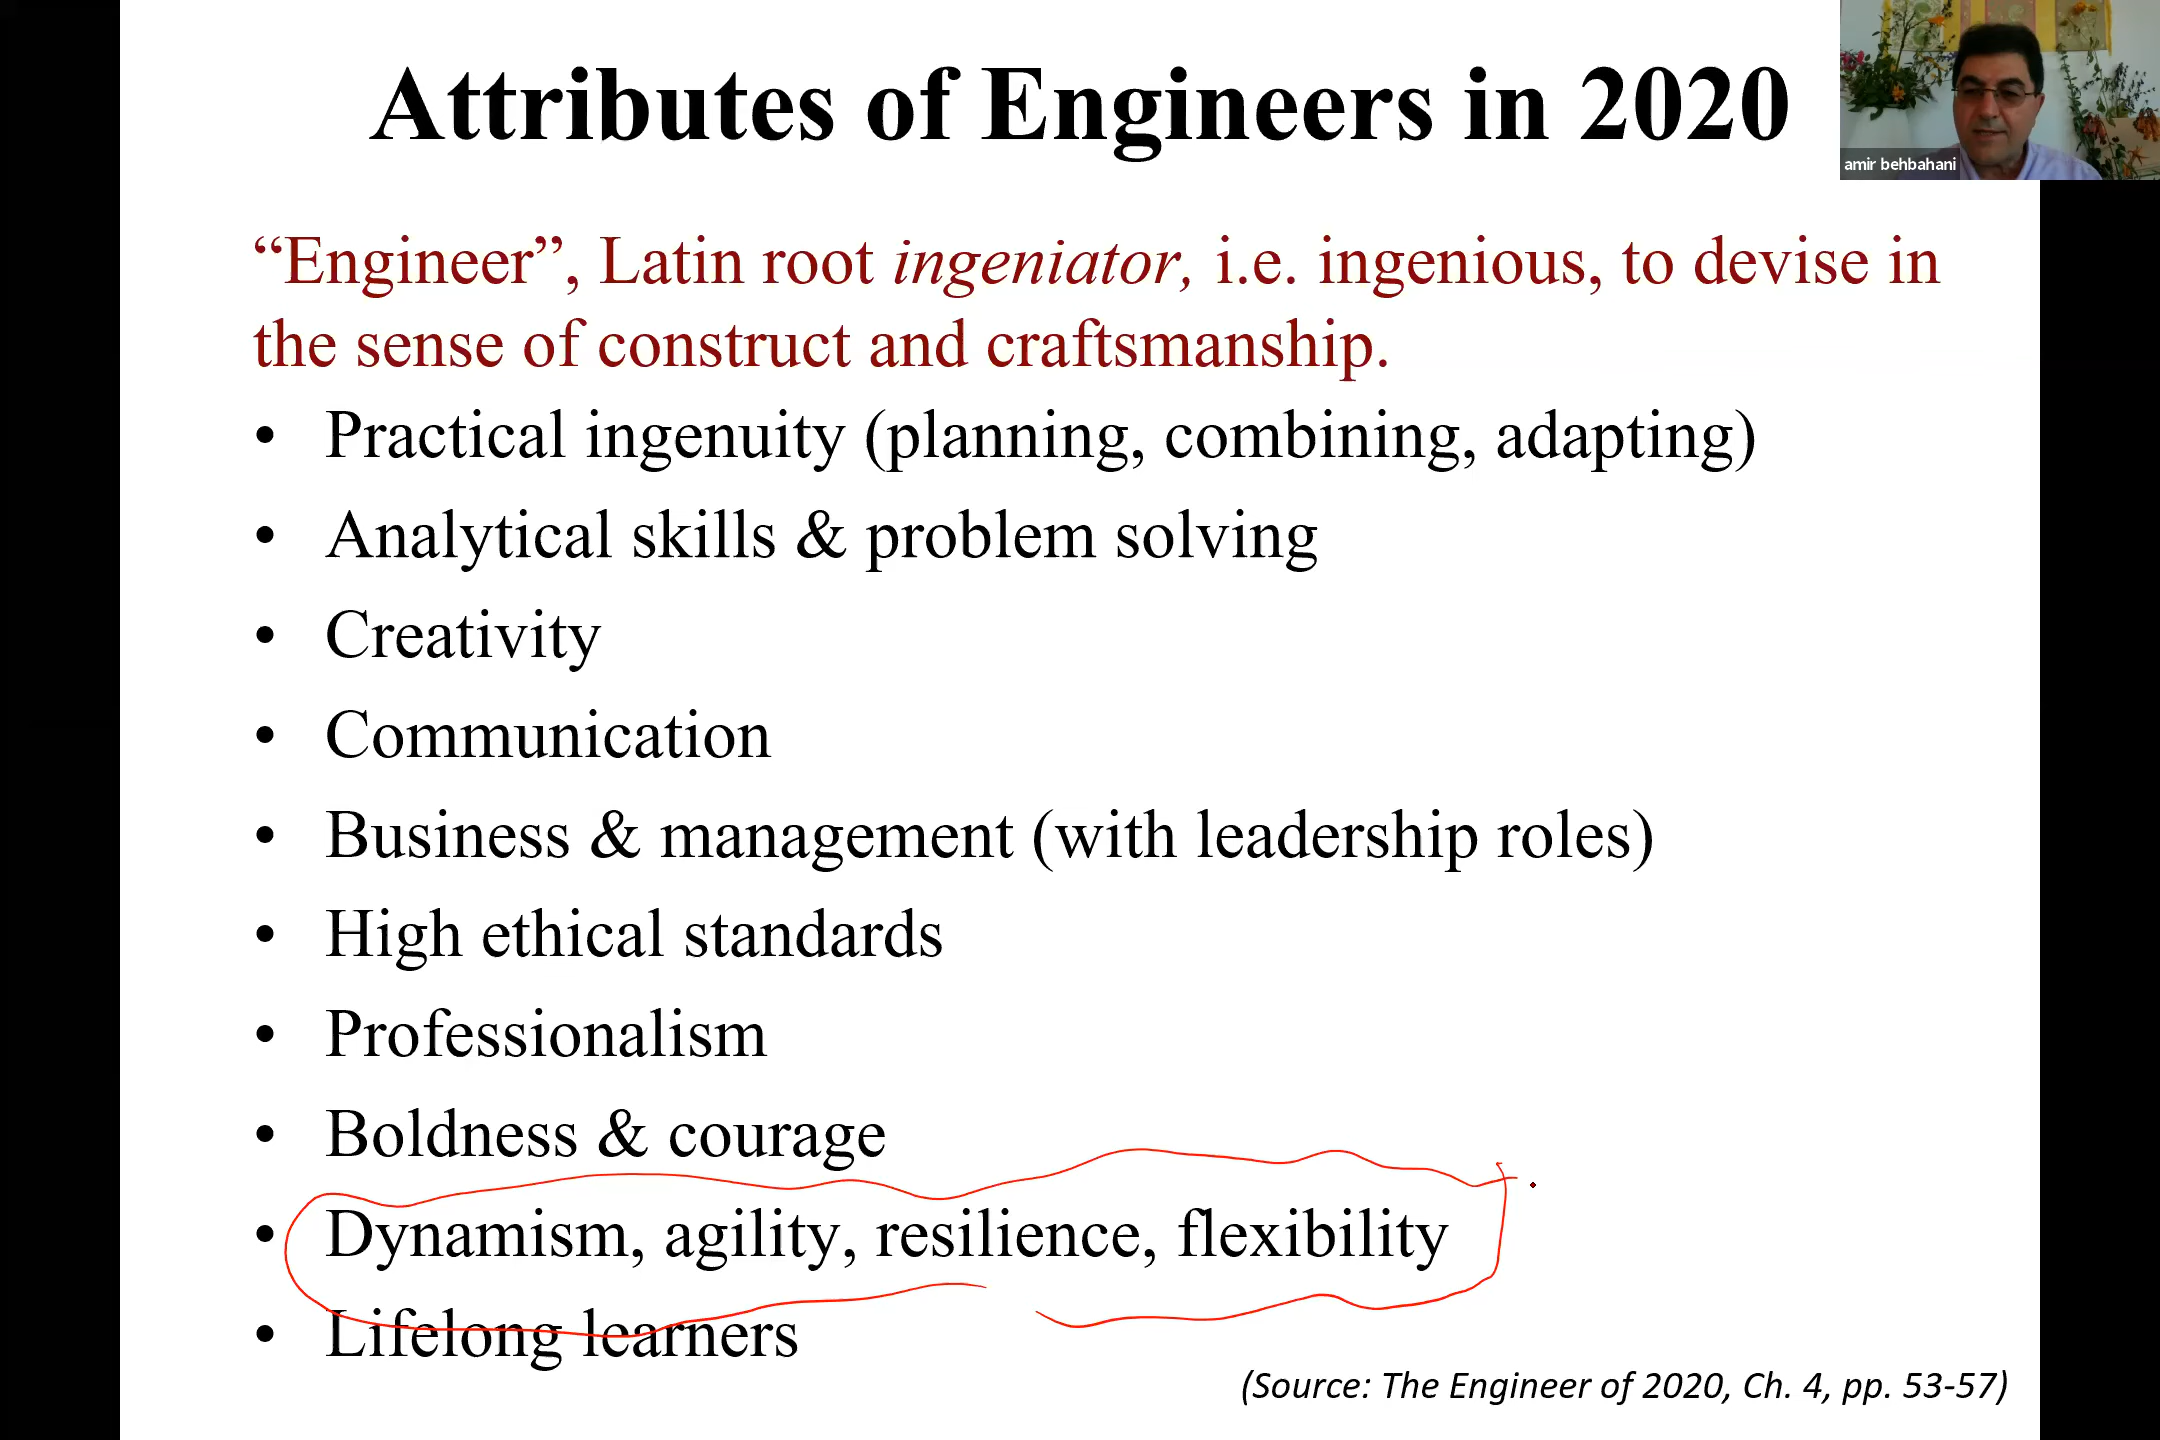 Attributes of Engineers in 2020
amir behbahani
“Engineer”, Latin root ingeniator, i.e. ingenious, to devise in
the sense of construct and craftsmanship.
• Practical ingenuity (planning, combining, adapting)
• Analytical skills & problem solving
• Creativity
• Communication
• Business & management (with leadership roles)
• High ethical standards
• Professionalism
• Boldness & courage
• Dynamism, agility, resilience, flexibility
• Lifelong learners
(Source: The Engineer of 2020, Ch. 4, pp. 53-57)